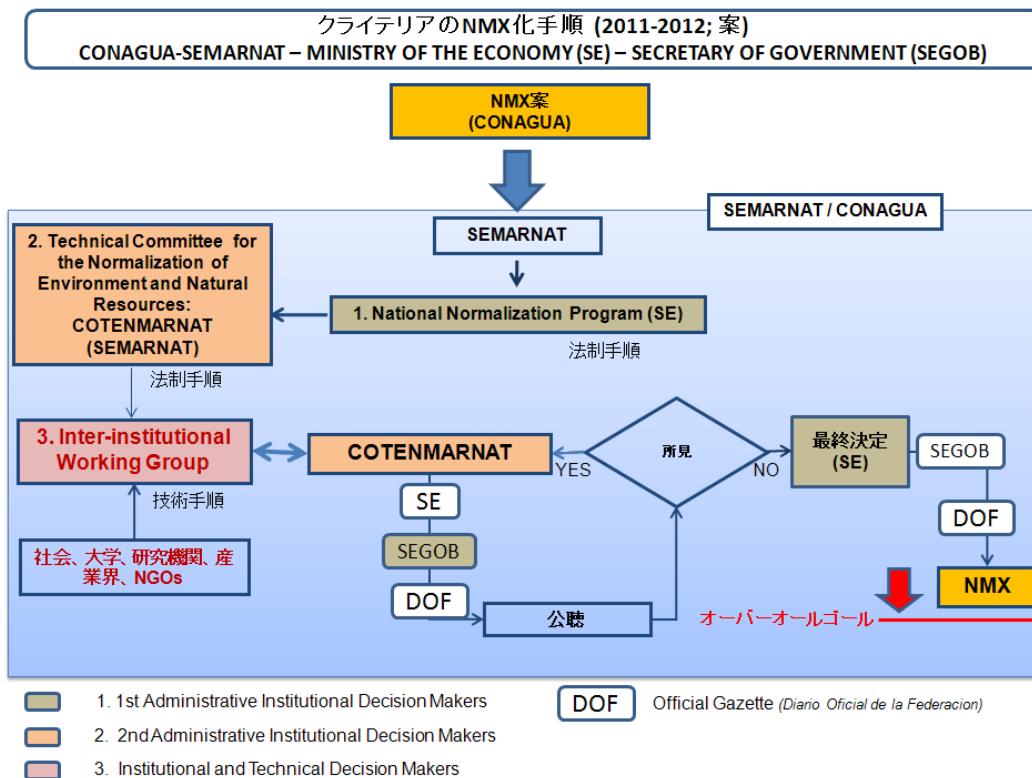 クライテリアのNMX化手順 (2011-2012; 案)
CONAGUA-SEMARNAT – MINISTRY OF THE ECONOMY (SE) – SECRETARY OF GOVERNMENT (SEGOB)
NMX案
(CONAGUA)
SEMARNAT / CONAGUA
SEMARNAT
2. Technical Committee for
the Normalization of
Environment and Natural
Resources:
COTENMARNAT
(SEMARNAT)
1. National Normalization Program (SE)
法制手順
法制手順
3. Inter-institutional
Working Group
COTENMARNAT
YES
所見
NO
最終決定
(SE)
SEGOB
技術手順
SE
DOF
SEGOB
社会、大学、研究機関、産
業界、NGOs
DOF
公聴
NMX
オーバーオールゴール
1. 1st Administrative Institutional Decision Makers
DOF
Official Gazette (Diario Oficial de la Federacion)
2. 2nd Administrative Institutional Decision Makers
3. Institutional and Technical Decision Makers